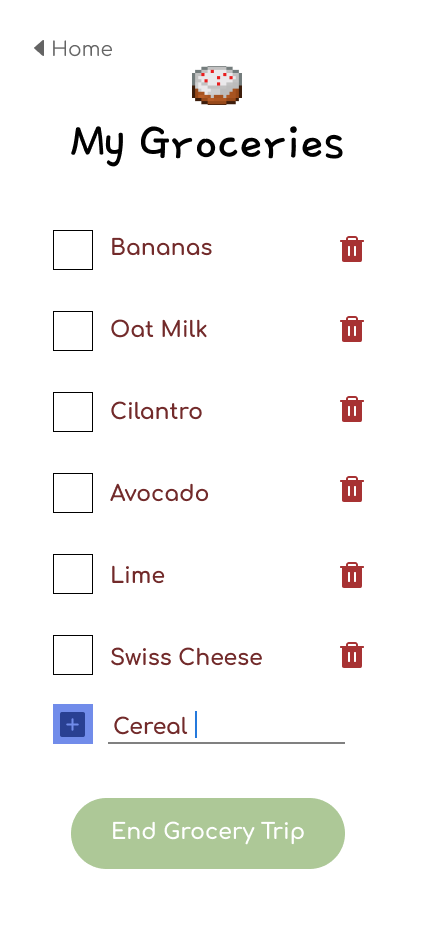 Home
My Groceries
Bananas
Oat Milk
Cilantro
Avocado
Lime
Swiss Cheese
Cereal
End Grocery Trip